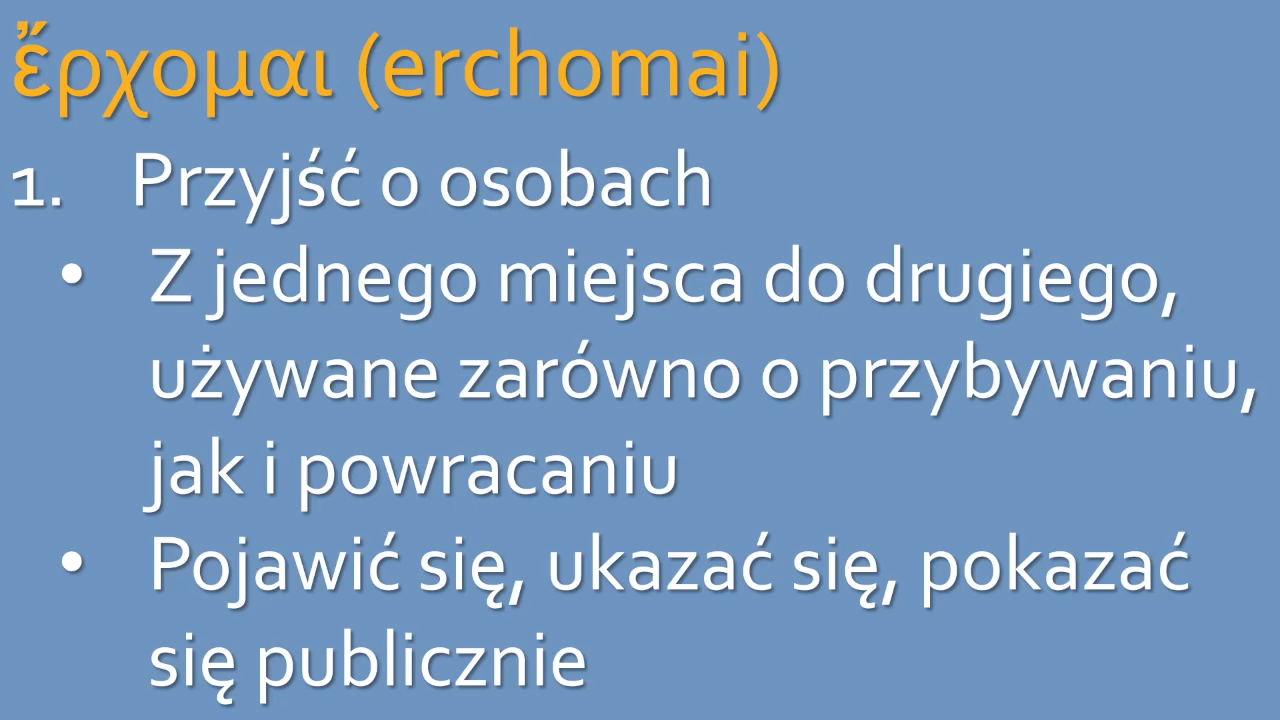 ἔρχομαι (erchomai)
1. Przyjść o osobach
• Z jednego miejsca do drugiego,
używane zarówno o przybywaniu,
jak i powracaniu
• Pojawić się, ukazać się, pokazać
się publicznie